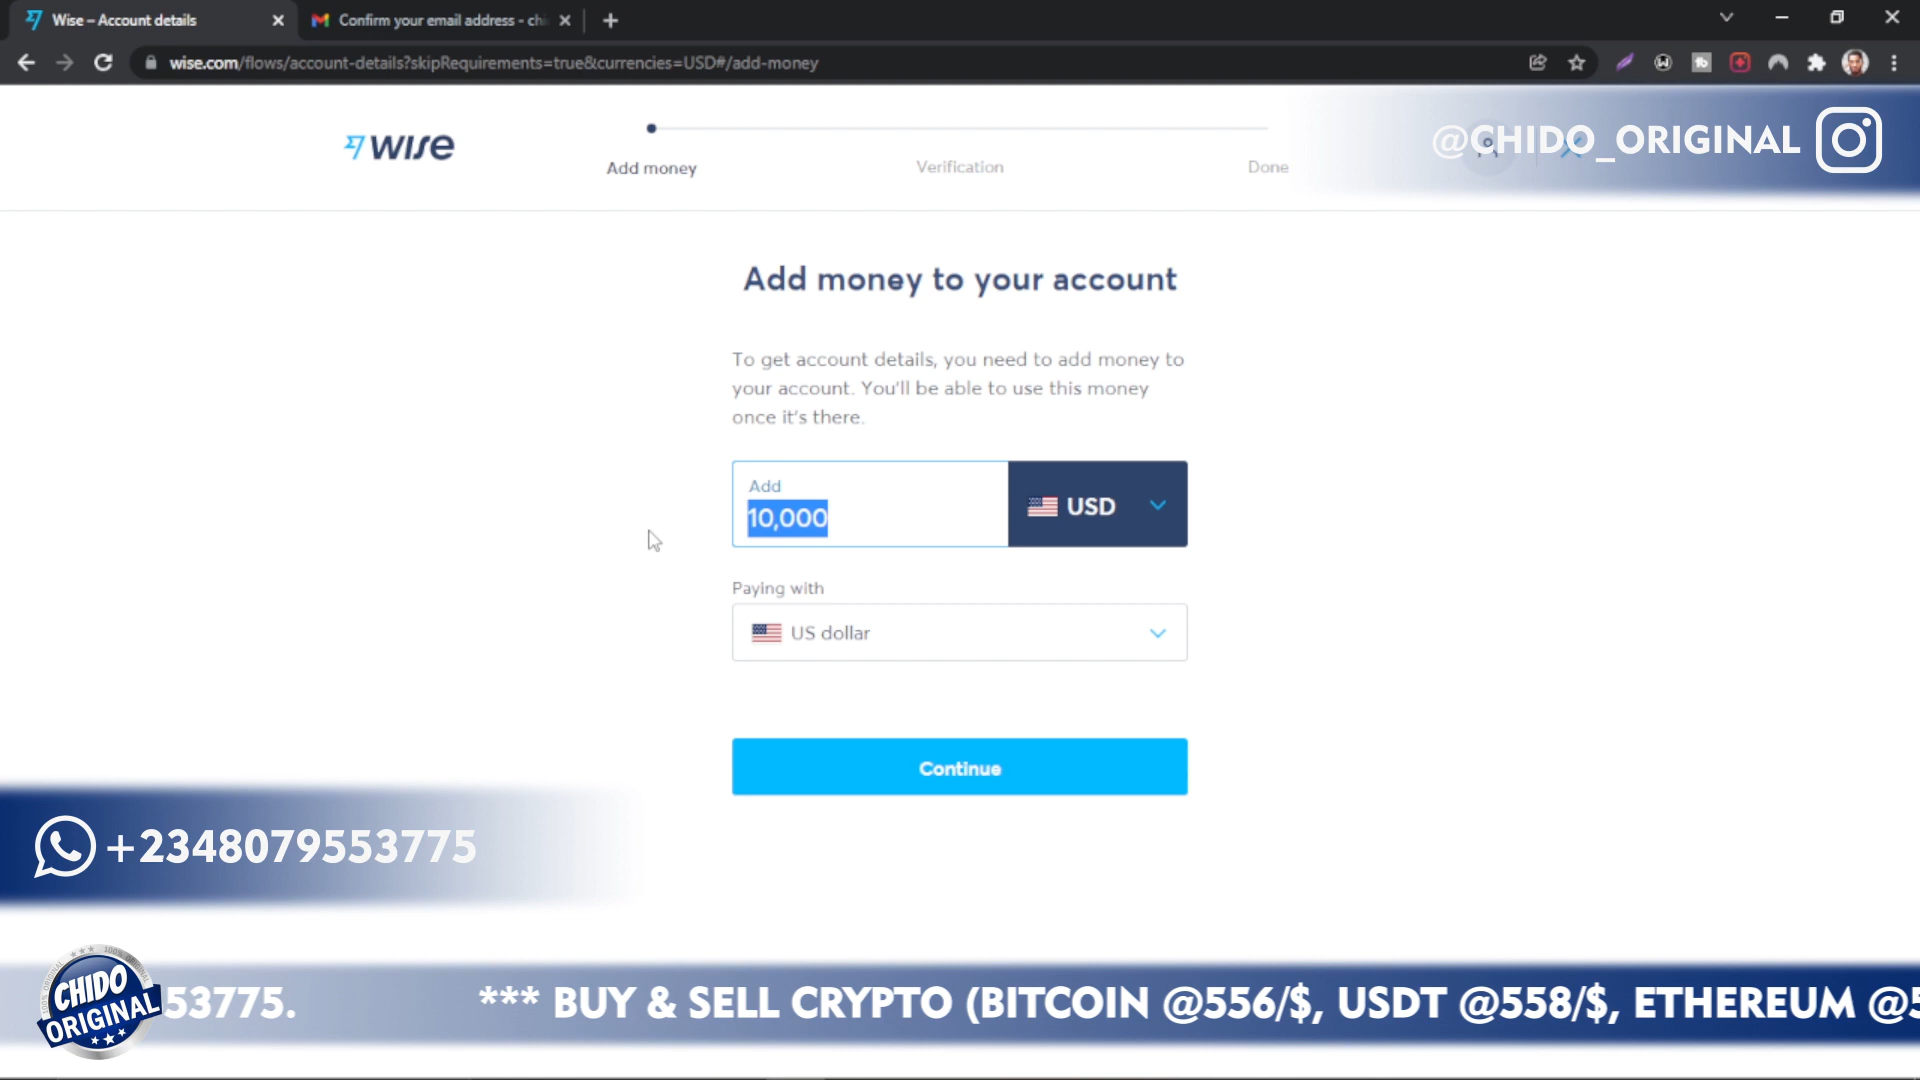 Wise – Account details
Confirm your email address - chi
wise.com/flows/account-details?skipRequirements=true&currencies=USD#/add-money
WISE
Add money
Verification
Done
@CHIDO_ORIGINAL
Add money to your account
To get account details, you need to add money to
your account. You'll be able to use this money
once it's there.
Add
10,000
USD
Paying with
US dollar
Continue
+2348079553775
CHIDO
ORIGINAL
53775.
*** BUY & SELL CRYPTO (BITCOIN @556/$, USDT @558/$, ETHEREUM @5